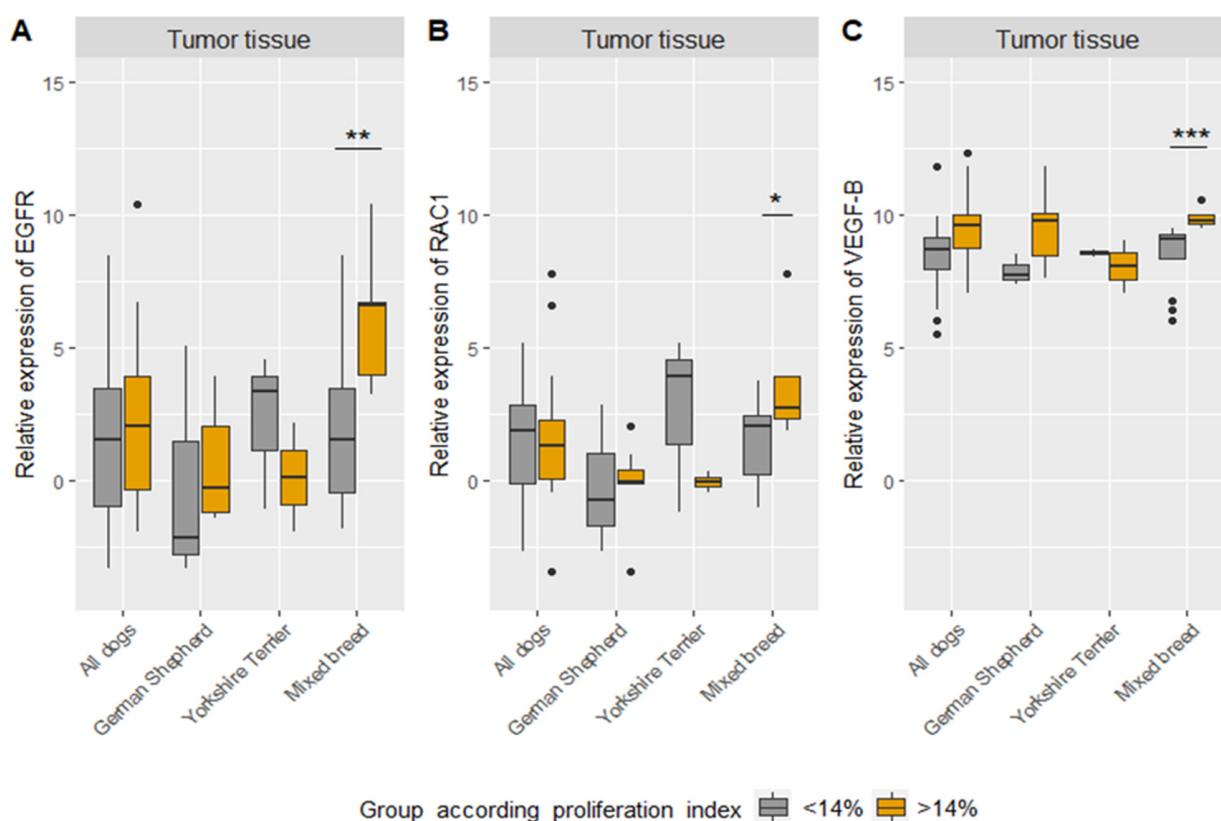 A
Tumor tissue
Relative expression of EGFR
15
10
5
0
**
All dogs
German Shepherd
Yorkshire Terrier
Mixed breed
B
Tumor tissue
Relative expression of RAC1
15
10
5
0
*
All dogs
German Shepherd
Yorkshire Terrier
Mixed breed
C
Tumor tissue
Relative expression of VEGF-B
15
10
5
0
***
All dogs
German Shepherd
Yorkshire Terrier
Mixed breed
Group according proliferation index <14% >14%